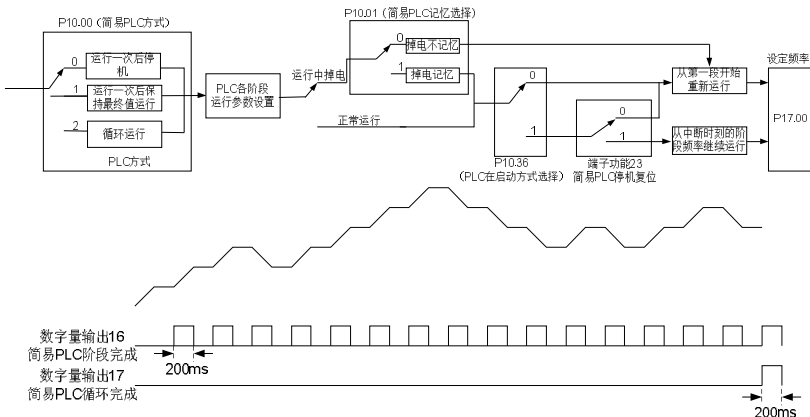 P10.00（简易PLC方式）
0
运行一次后停
机
1
运行一次后保
持最终值运行
2
循环运行
PLC方式
PLC各阶段
运行参数设置
运行中掉电
P10.01（简易PLC记忆选择）
0
掉电不记忆
1
掉电记忆
正常运行
0
1
P10.36
（PLC在启动方式选择）
0
1
端子功能23
简易PLC停机复位
从第一段开始
重新运行
从中断时刻的阶
段频率继续运行
设定频率
P17.00
数字量输出16
简易PLC阶段完成
200ms
数字量输出17
简易PLC循环完成
200ms